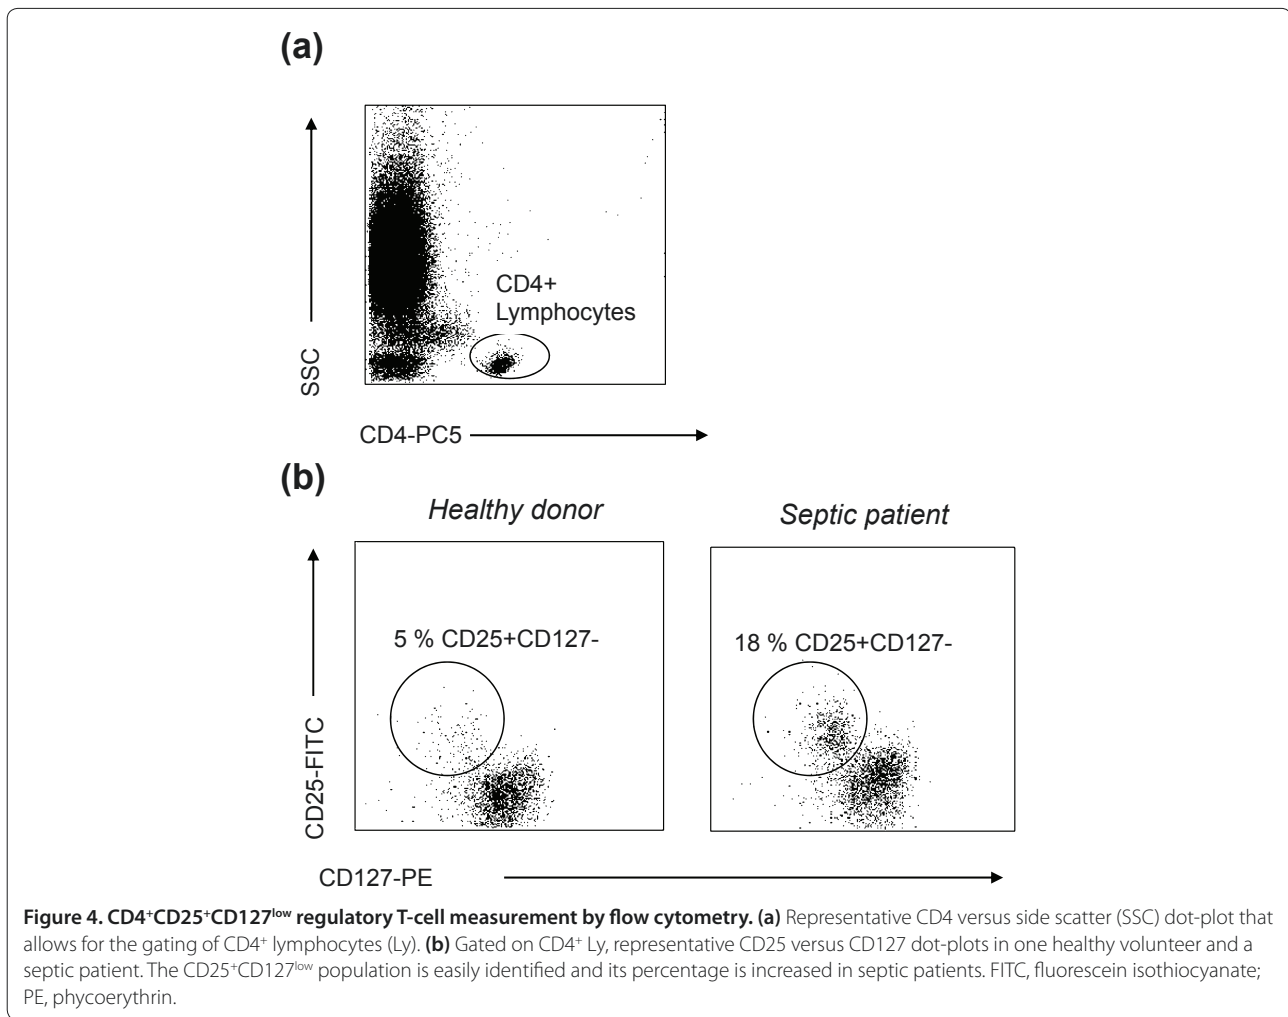 (a)
SSC
CD4+
Lymphocytes
CD4-PC5
(b)
Healthy donor
Septic patient
CD25-FITC
5 % CD25+CD127-
18 % CD25+CD127-
CD127-PE
Figure 4. CD4⁺CD25⁺CD127ˡᵒʷ regulatory T-cell measurement by flow cytometry. (a) Representative CD4 versus side scatter (SSC) dot-plot that
allows for the gating of CD4⁺ lymphocytes (Ly). (b) Gated on CD4⁺ Ly, representative CD25 versus CD127 dot-plots in one healthy volunteer and a
septic patient. The CD25⁺CD127ˡᵒʷ population is easily identified and its percentage is increased in septic patients. FITC, fluorescein isothiocyanate;
PE, phycoerythrin.